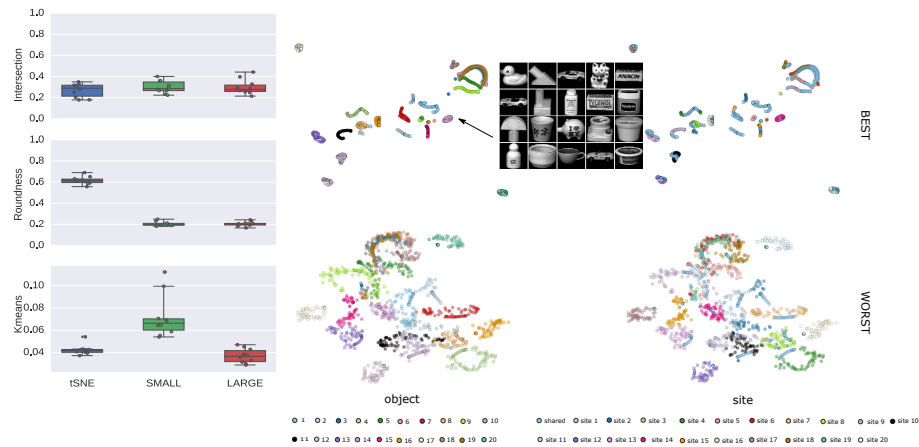 1.0
0.8
0.6
0.4
0.2
0.0
Intersection
1.0
0.8
0.6
0.4
0.2
0.0
Roundness
0.10
0.08
0.06
0.04
Kmeans
tSNE SMALL LARGE
ANACIN
TYLENOL
BEST
WORST
object
site
1 2 3 4 5 6 7 8 9 10
11 12 13 14 15 16 17 18 19 20
shared site 1 site 2 site 3 site 4 site 5 site 6 site 7 site 8 site 9 site 10
site 11 site 12 site 13 site 14 site 15 site 16 site 17 site 18 site 19 site 20